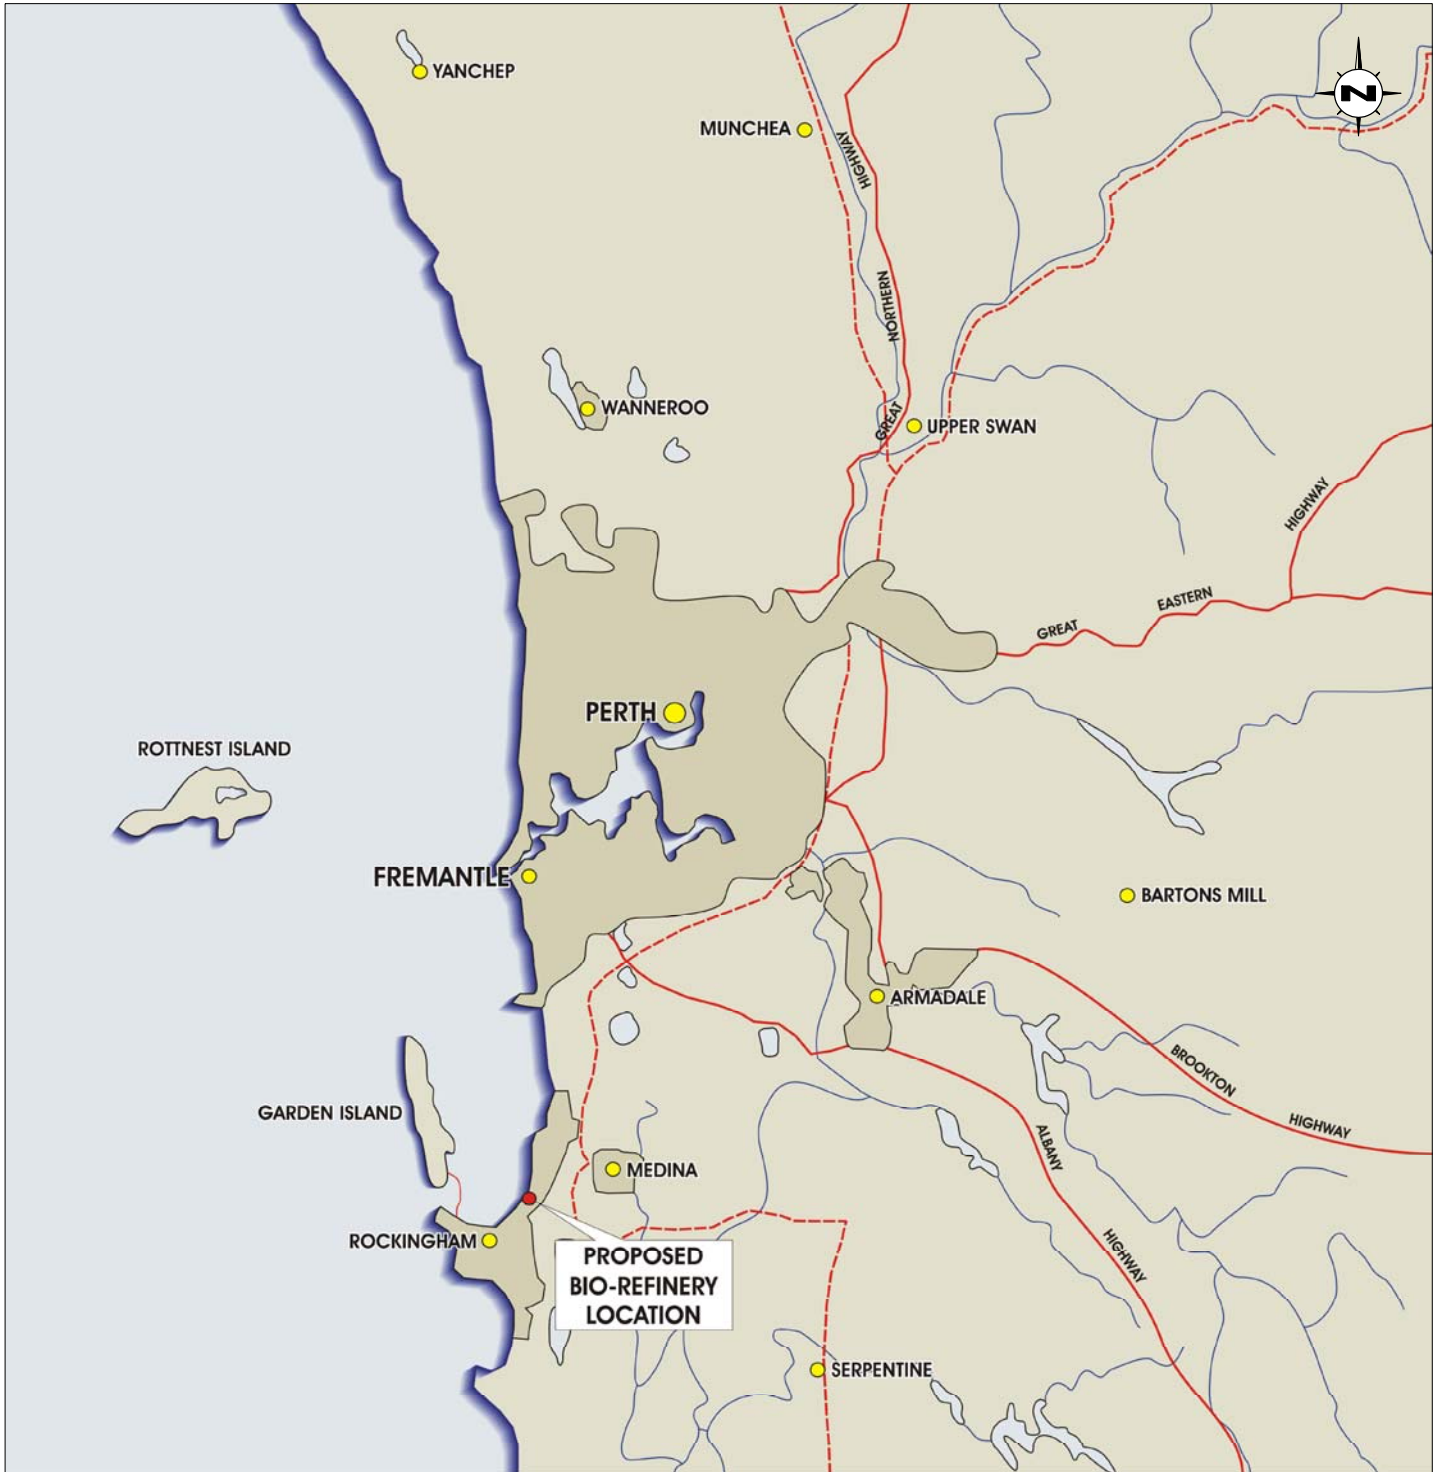 YANCHEP
N
MUNCHEA
HIGHWAY
NORTHERN
GREAT
WANNEROO
UPPER SWAN
HIGHWAY
EASTERN
GREAT
PERTH
ROTTNEST ISLAND
FREMANTLE
BARTONS MILL
ARMADALE
BROOKTON
HIGHWAY
GARDEN ISLAND
ALBANY
HIGHWAY
MEDINA
ROCKINGHAM
PROPOSED
BIO-REFINERY
LOCATION
SERPENTINE